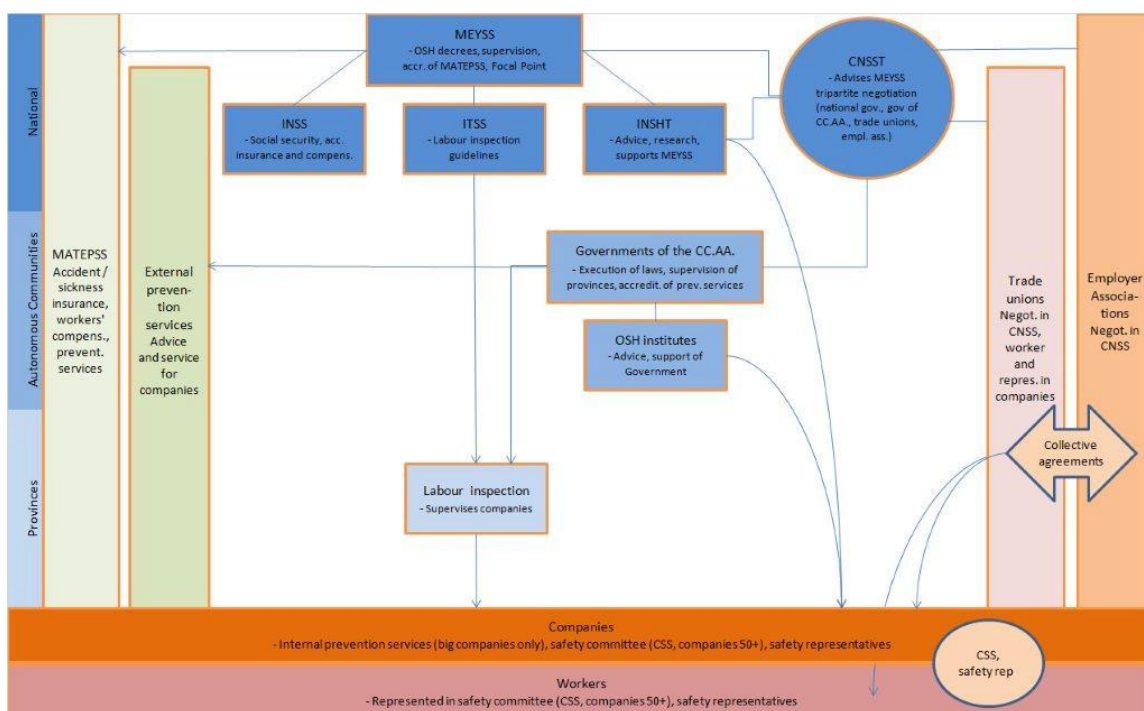 National
Autonomous Communities
Provinces
MATEPSS
Accident /
sickness
insurance,
workers'
compens.,
prevent.
services
External
preven-
tion
services
Advice
and service
for
companies
MEYSS
- OSH decrees, supervision,
accr. of MATEPSS, Focal Point
INSS
- Social security, acc.
insurance and compens.
ITSS
- Labour inspection
guidelines
INSHT
- Advice, research,
supports MEYSS
CNSST
- Advises MEYSS
tripartite negotiation
(national gov., gov of
CC.AA., trade unions,
empl. ass.)
Governments of the CC.AA.
- Execution of laws, supervision of
provinces, accredit. of prev. services
OSH institutes
- Advice, support of
Government
Labour inspection
- Supervises companies
Trade
unions
Negot. in
CNSS,
worker
and
repres. in
companies
Employer
Associa-
tions
Negot. in
CNSS
Collective
agreements
Companies
- Internal prevention services (big companies only), safety committee (CSS, companies 50+), safety representatives
CSS,
safety rep
Workers
- Represented in safety committee (CSS, companies 50+), safety representatives